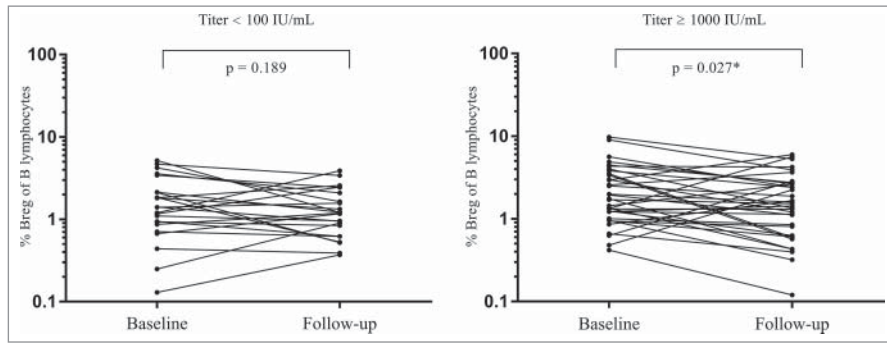 Titer < 100 IU/mL
p = 0.189
% Breg of B lymphocytes
100
10
1
0.1
Baseline
Follow-up
Titer ≥ 1000 IU/mL
p = 0.027*
% Breg of B lymphocytes
100
10
1
0.1
Baseline
Follow-up